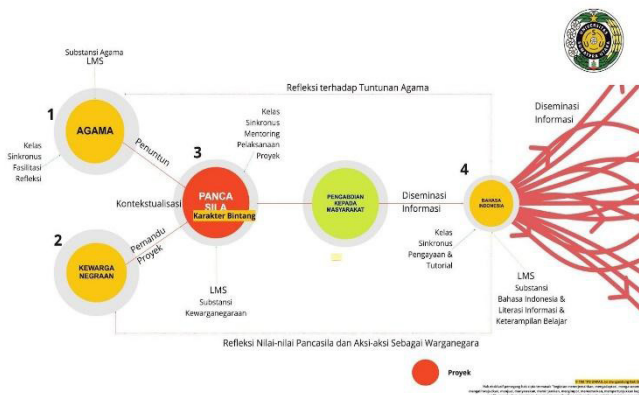 Substansi Agama
LMS
1
AGAMA
Kelas
Sinkronus
Fasilitasi
Refleksi
Penuntun
Refleksi terhadap Tuntunan Agama
Kelas
Sinkronus
Mentoring
Pelaksanaan
Proyek
3
Kontekstualisasi
PANCA
SILA
Karakter Bintang
2
KEWARGA
NEGRAAN
Pemandu
Proyek
LMS
Substansi
Kewarganegaraan
PENGABDIAN
KEPADA
MASYARAKAT
Diseminasi
Informasi
4
BAHASA
INDONESIA
Kelas
Sinkronus
Pengayaan &
Tutorial
LMS
Substansi
Bahasa Indonesia &
Literasi Informasi &
Keterampilan Belajar
Diseminasi
Informasi
Refleksi Nilai-nilai Pancasila dan Aksi-aksi Sebagai Warganegara
Proyek